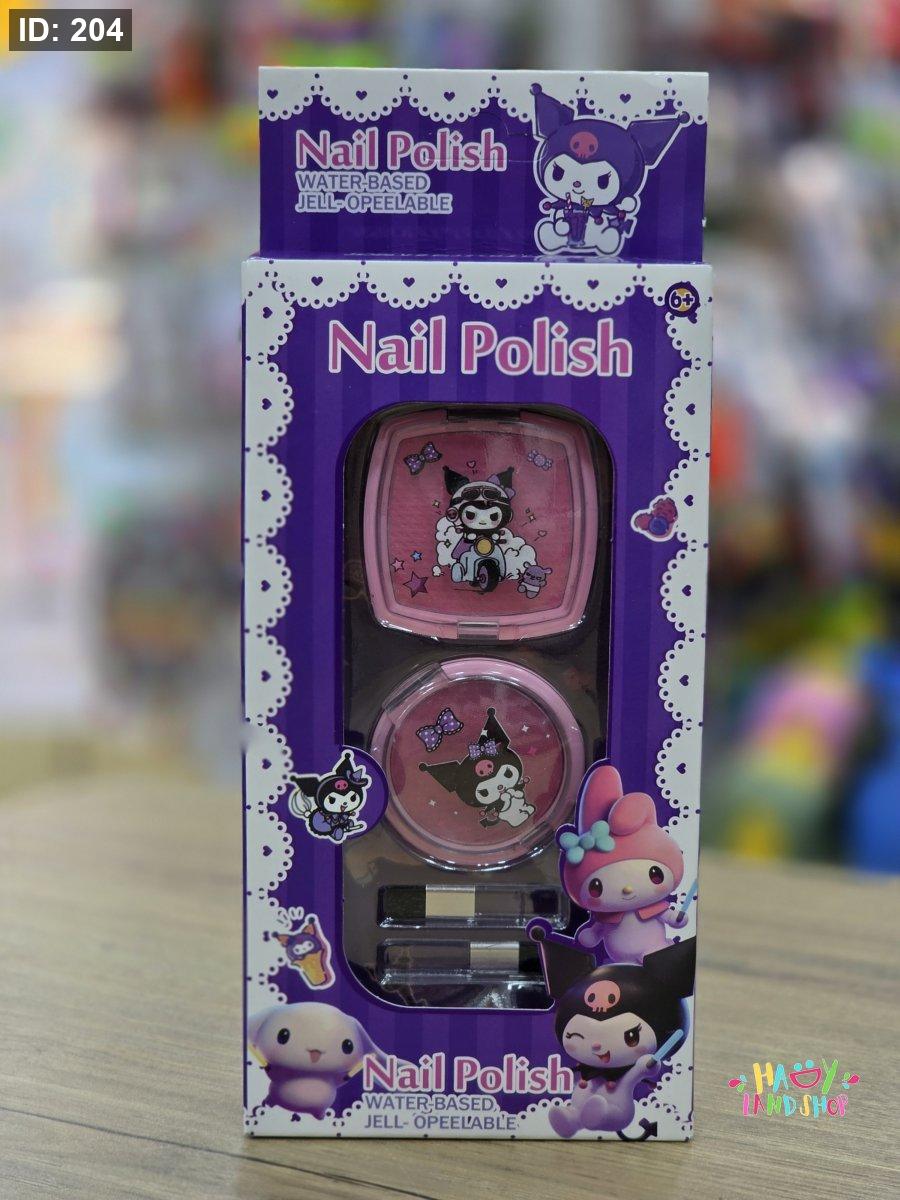 ID: 204
Nail Polish
WATER-BASED
JELL- OPEELABLE
6+
Nail Polish
Nail Polish
WATER-BASED,
JELL- OPEELABLE
HAPPY
LAND SHOP